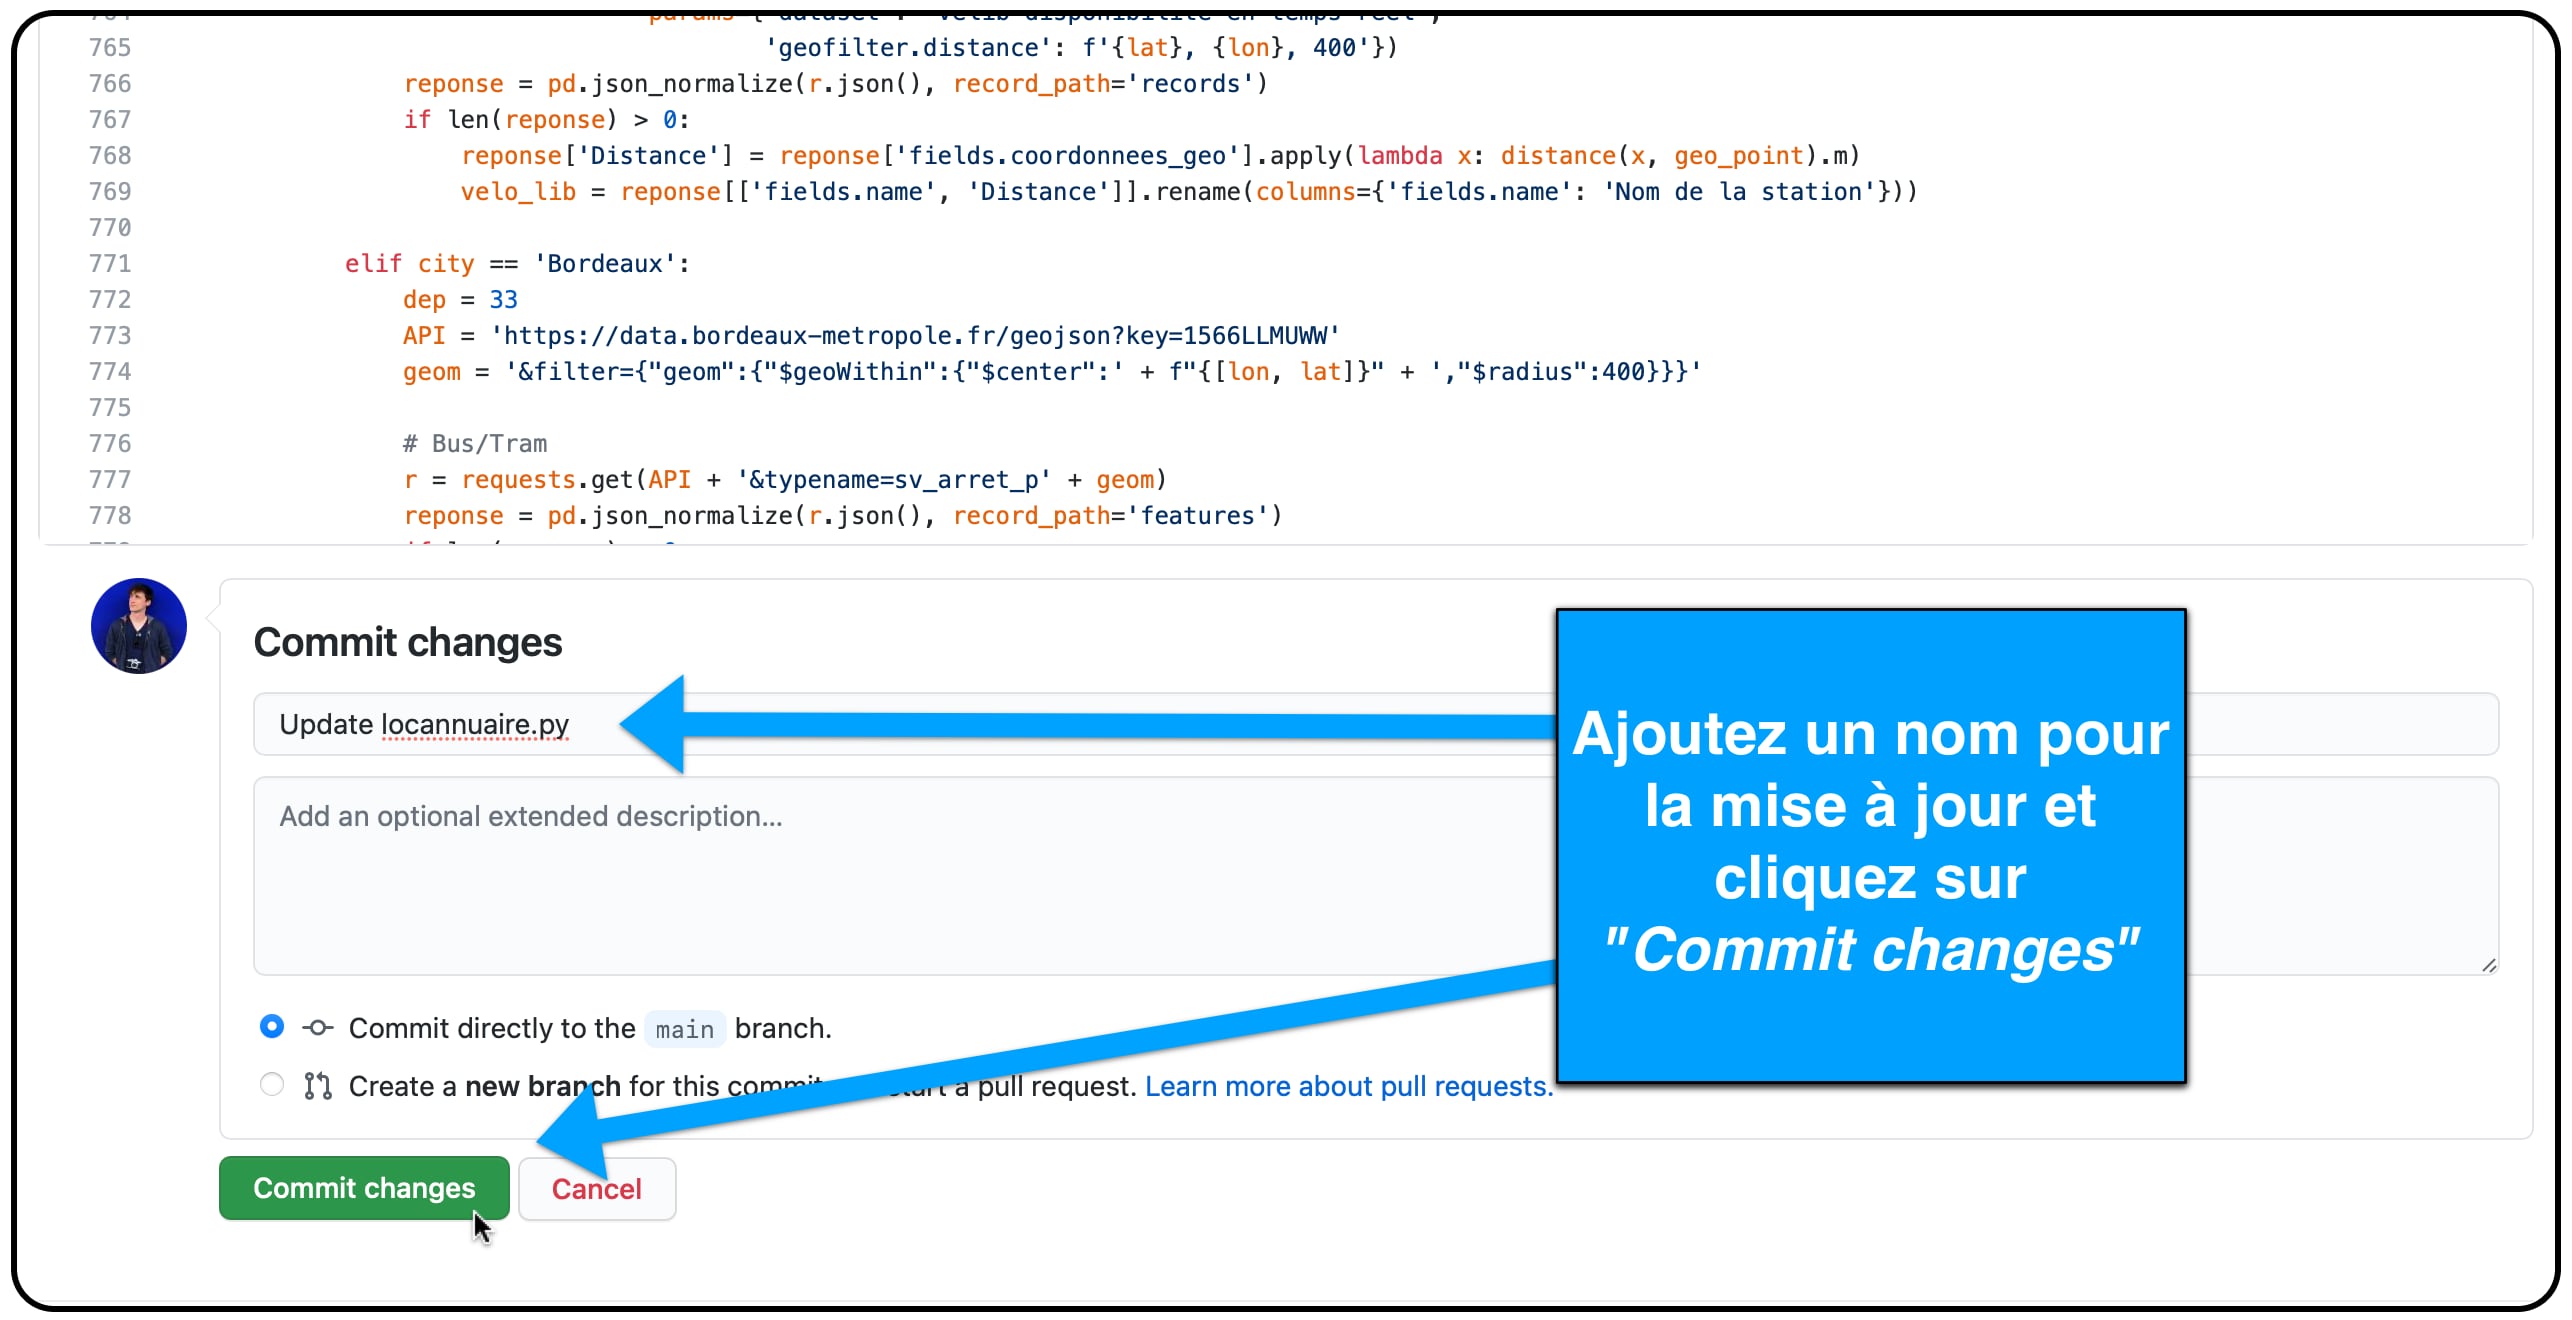 765 'geofilter.distance': f'{lat}, {lon}, 400'})
766 reponse = pd.json_normalize(r.json(), record_path='records')
767 if len(reponse) > 0:
768 reponse['Distance'] = reponse['fields.coordonnees_geo'].apply(lambda x: distance(x, geo_point).m)
769 velo_lib = reponse[['fields.name', 'Distance']].rename(columns={'fields.name': 'Nom de la station'}))
770
771 elif city == 'Bordeaux':
772 dep = 33
773 API = 'https://data.bordeaux-metropole.fr/geojson?key=1566LLMUWW'
774 geom = '&filter={"geom":{"$geoWithin":{"$center":' + f"{[lon, lat]}" + ',"$radius":400}}}'
775
776 # Bus/Tram
777 r = requests.get(API + '&typename=sv_arret_p' + geom)
778 reponse = pd.json_normalize(r.json(), record_path='features')
Commit changes
Update locannuaire.py
Add an optional extended description...
Ajoutez un nom pour
la mise à jour et
cliquez sur
"Commit changes"
Commit directly to the main branch.
Create a new branch for this commit start a pull request. Learn more about pull requests.
Commit changes
Cancel